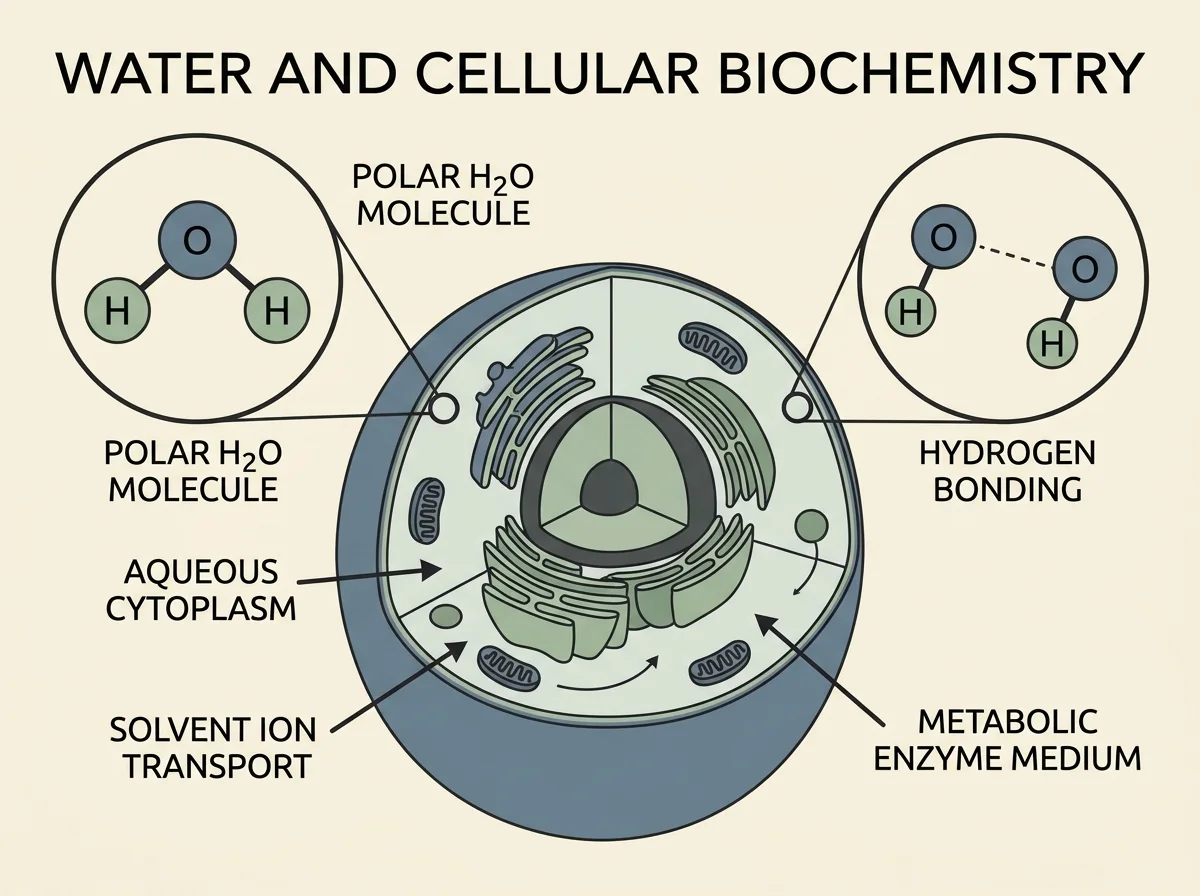 WATER AND CELLULAR BIOCHEMISTRY
POLAR H₂O
MOLECULE
O
H
H
O
O
H
H
POLAR H₂O
MOLECULE
HYDROGEN
BONDING
AQUEOUS
CYTOPLASM
SOLVENT ION
TRANSPORT
METABOLIC
ENZYME MEDIUM